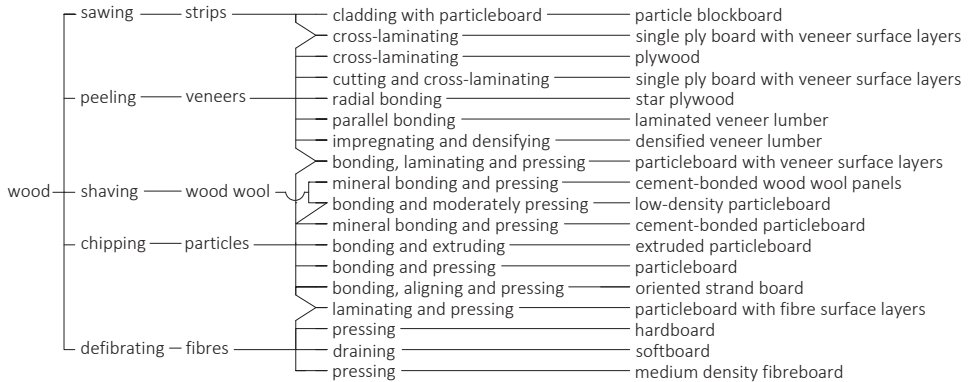 sawing strips cladding with particleboard particle blockboard
cross-laminating single ply board with veneer surface layers
cross-laminating plywood
cutting and cross-laminating single ply board with veneer surface layers
peeling veneers radial bonding star plywood
parallel bonding laminated veneer lumber
impregnating and densifying densified veneer lumber
bonding, laminating and pressing particleboard with veneer surface layers
mineral bonding and pressing cement-bonded wood wool panels
wood shaving wood wool
bonding and moderately pressing low-density particleboard
mineral bonding and pressing cement-bonded particleboard
chipping particles bonding and extruding extruded particleboard
bonding and pressing particleboard
bonding, aligning and pressing oriented strand board
laminating and pressing particleboard with fibre surface layers
pressing hardboard
defibrating fibres draining softboard
pressing medium density fibreboard